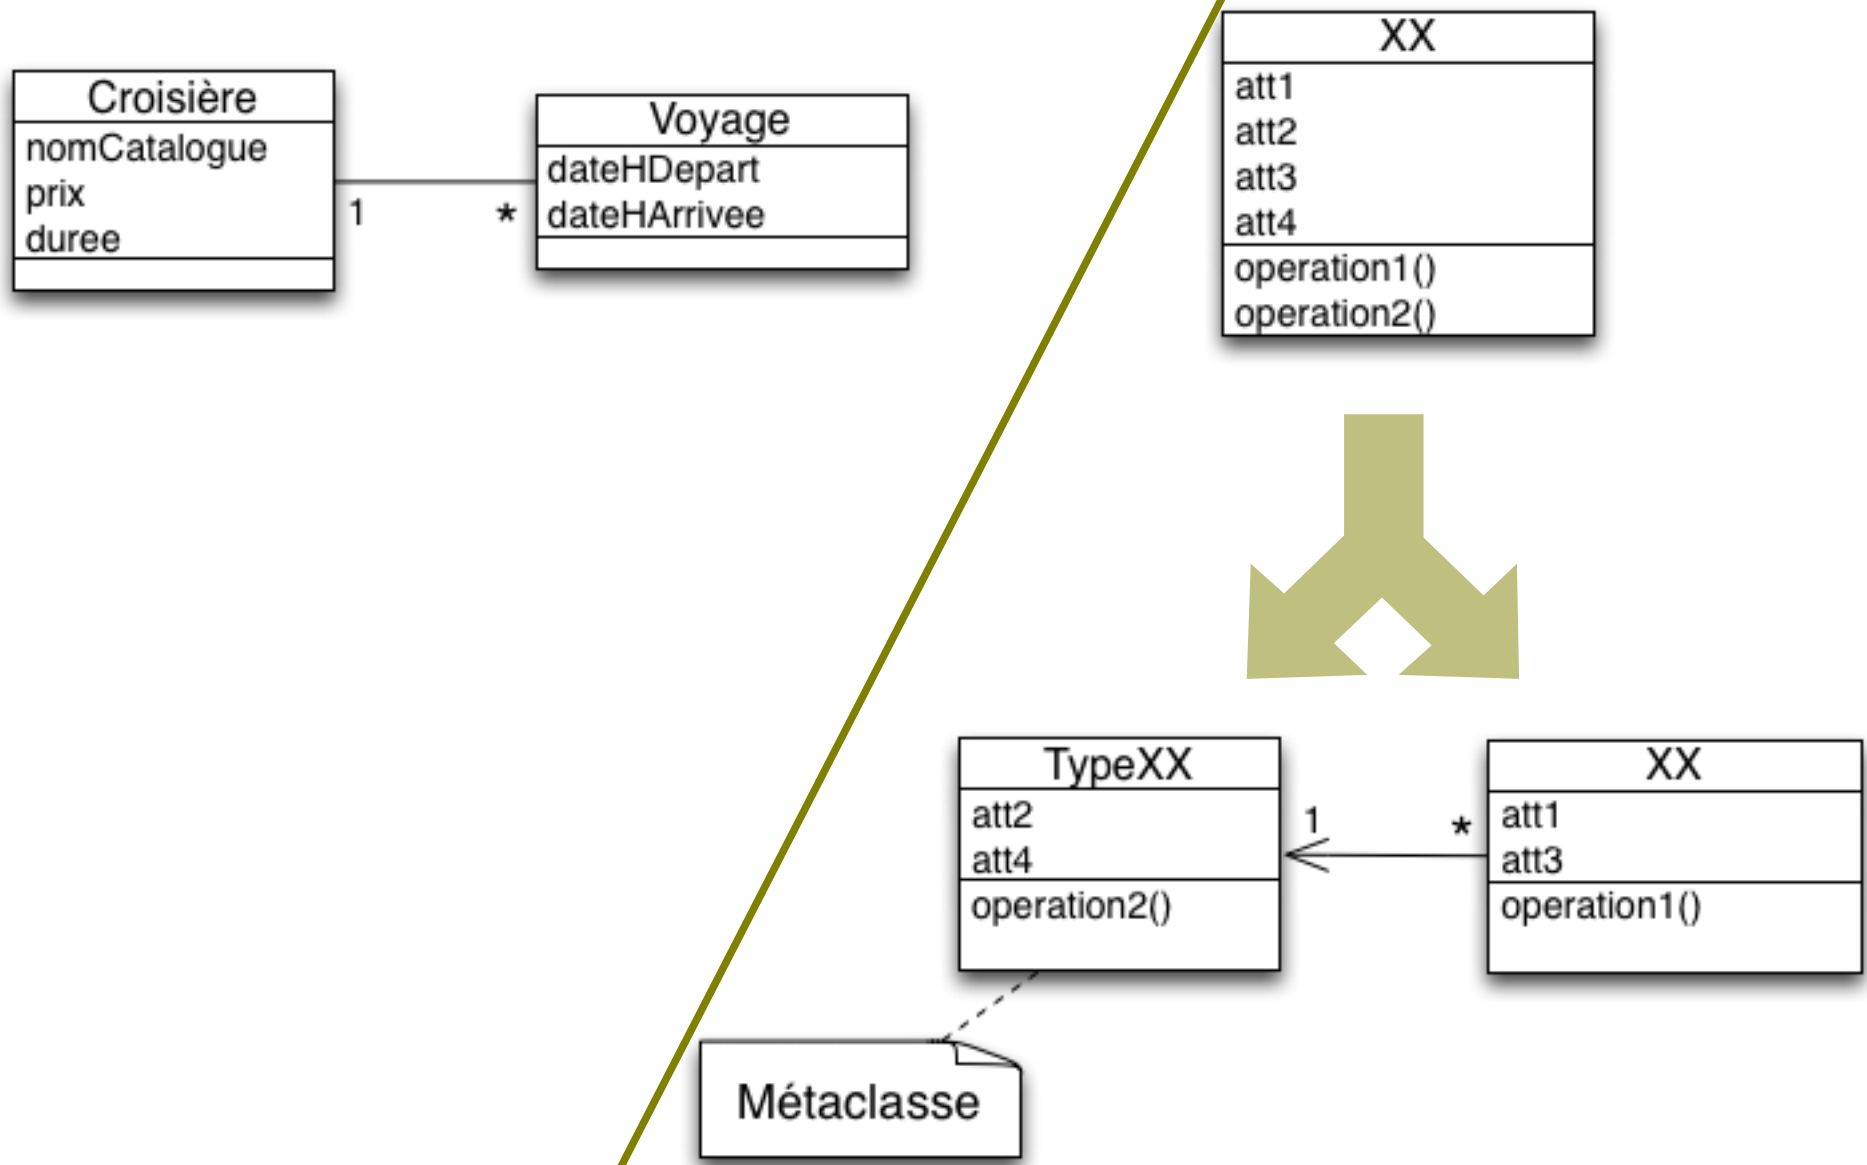 Croisière
nomCatalogue
prix
duree
1
*
Voyage
dateHDepart
dateHArrivee
XX
att1
att2
att3
att4
operation1()
operation2()
TypeXX
att2
att4
operation2()
1
*
XX
att1
att3
operation1()
Métaclasse